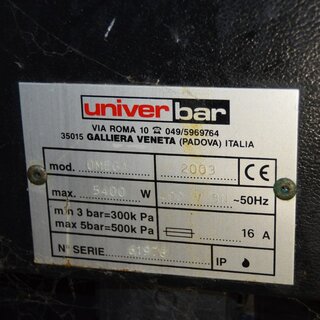 univer bar
VIA ROMA 10 ☎ 049/5969764
35015 GALLIERA VENETA (PADOVA) ITALIA
mod. OMEGA 2003 CE
max. 5400 W ~50Hz
min 3 bar=300k Pa
max 5bar=500k Pa 16 A
N° SERIE IP